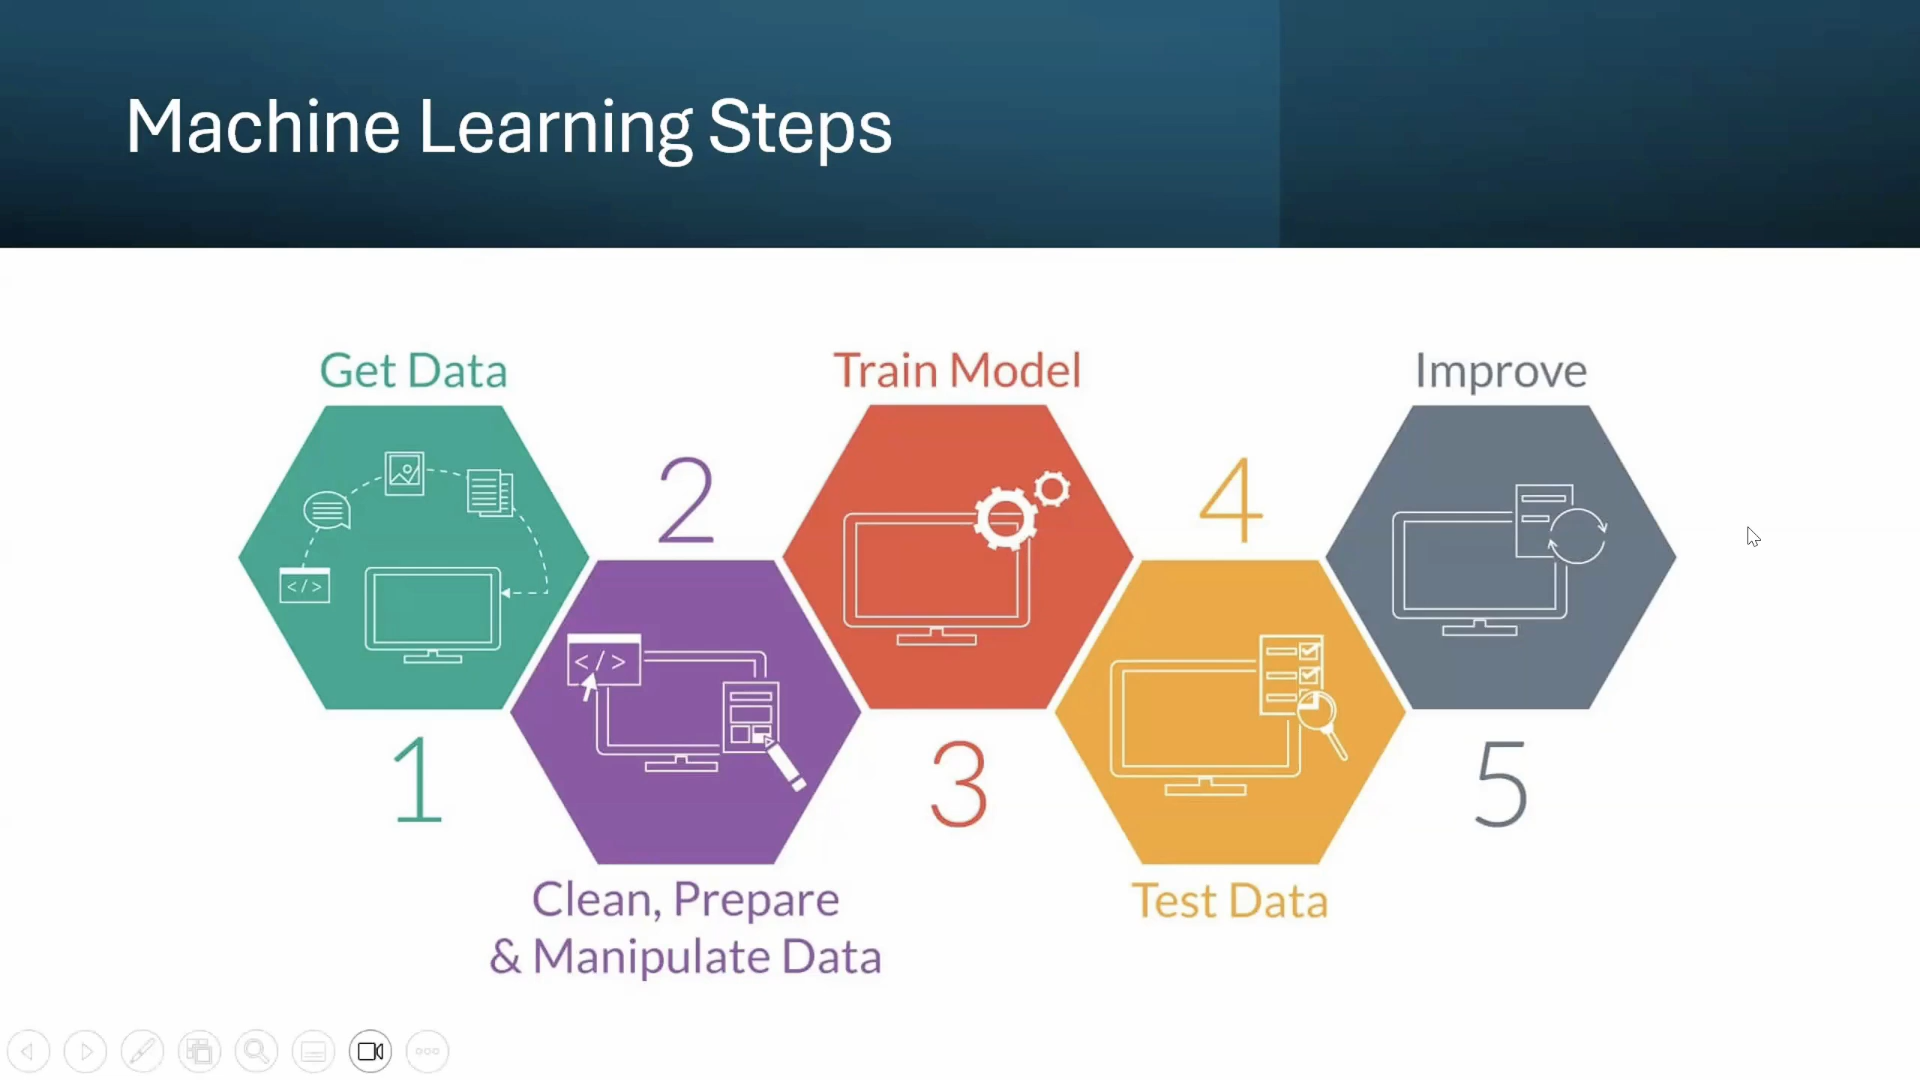 Machine Learning Steps
Get Data
1
2
Clean, Prepare
& Manipulate Data
Train Model
3
4
Test Data
Improve
5
</>
</>